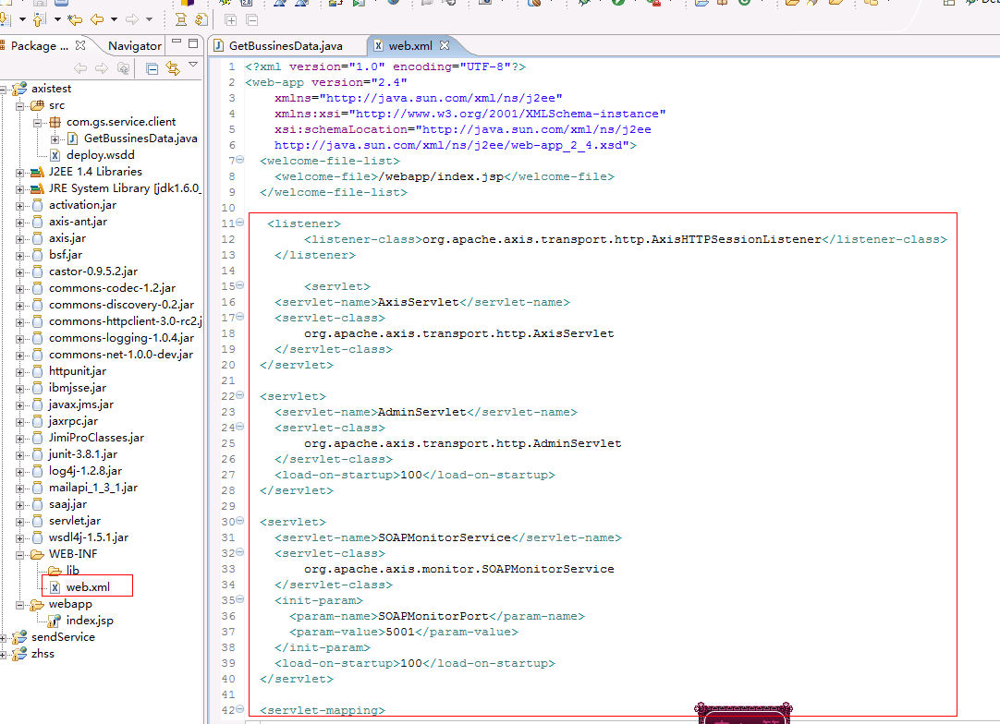 Package ...
Navigator
GetBussinesData.java
web.xml
axistest
src
com.gs.service.client
GetBussinesData.java
deploy.wsdd
J2EE 1.4 Libraries
JRE System Library [jdk1.6.0_
activation.jar
axis-ant.jar
axis.jar
bsf.jar
castor-0.9.5.2.jar
commons-codec-1.2.jar
commons-discovery-0.2.jar
commons-httpclient-3.0-rc2.j
commons-logging-1.0.4.jar
commons-net-1.0.0-dev.jar
httpunit.jar
ibmjsse.jar
javax.jms.jar
jaxrpc.jar
JimiProClasses.jar
junit-3.8.1.jar
log4j-1.2.8.jar
mailapi_1_3_1.jar
saaj.jar
servlet.jar
wsdl4j-1.5.1.jar
WEB-INF
lib
web.xml
webapp
index.jsp
sendService
zhss
1 <?xml version="1.0" encoding="UTF-8"?>
2 <web-app version="2.4"
3 xmlns="http://java.sun.com/xml/ns/j2ee"
4 xmlns:xsi="http://www.w3.org/2001/XMLSchema-instance"
5 xsi:schemaLocation="http://java.sun.com/xml/ns/j2ee
6 http://java.sun.com/xml/ns/j2ee/web-app_2_4.xsd">
7 <welcome-file-list>
8 <welcome-file>/webapp/index.jsp</welcome-file>
9 </welcome-file-list>
10
11 <listener>
12 <listener-class>org.apache.axis.transport.http.AxisHTTPSessionListener</listener-class>
13 </listener>
14
15 <servlet>
16 <servlet-name>AxisServlet</servlet-name>
17 <servlet-class>
18 org.apache.axis.transport.http.AxisServlet
19 </servlet-class>
20 </servlet>
21
22 <servlet>
23 <servlet-name>AdminServlet</servlet-name>
24 <servlet-class>
25 org.apache.axis.transport.http.AdminServlet
26 </servlet-class>
27 <load-on-startup>100</load-on-startup>
28 </servlet>
29
30 <servlet>
31 <servlet-name>SOAPMonitorService</servlet-name>
32 <servlet-class>
33 org.apache.axis.monitor.SOAPMonitorService
34 </servlet-class>
35 <init-param>
36 <param-name>SOAPMonitorPort</param-name>
37 <param-value>5001</param-value>
38 </init-param>
39 <load-on-startup>100</load-on-startup>
40 </servlet>
41
42 <servlet-mapping>